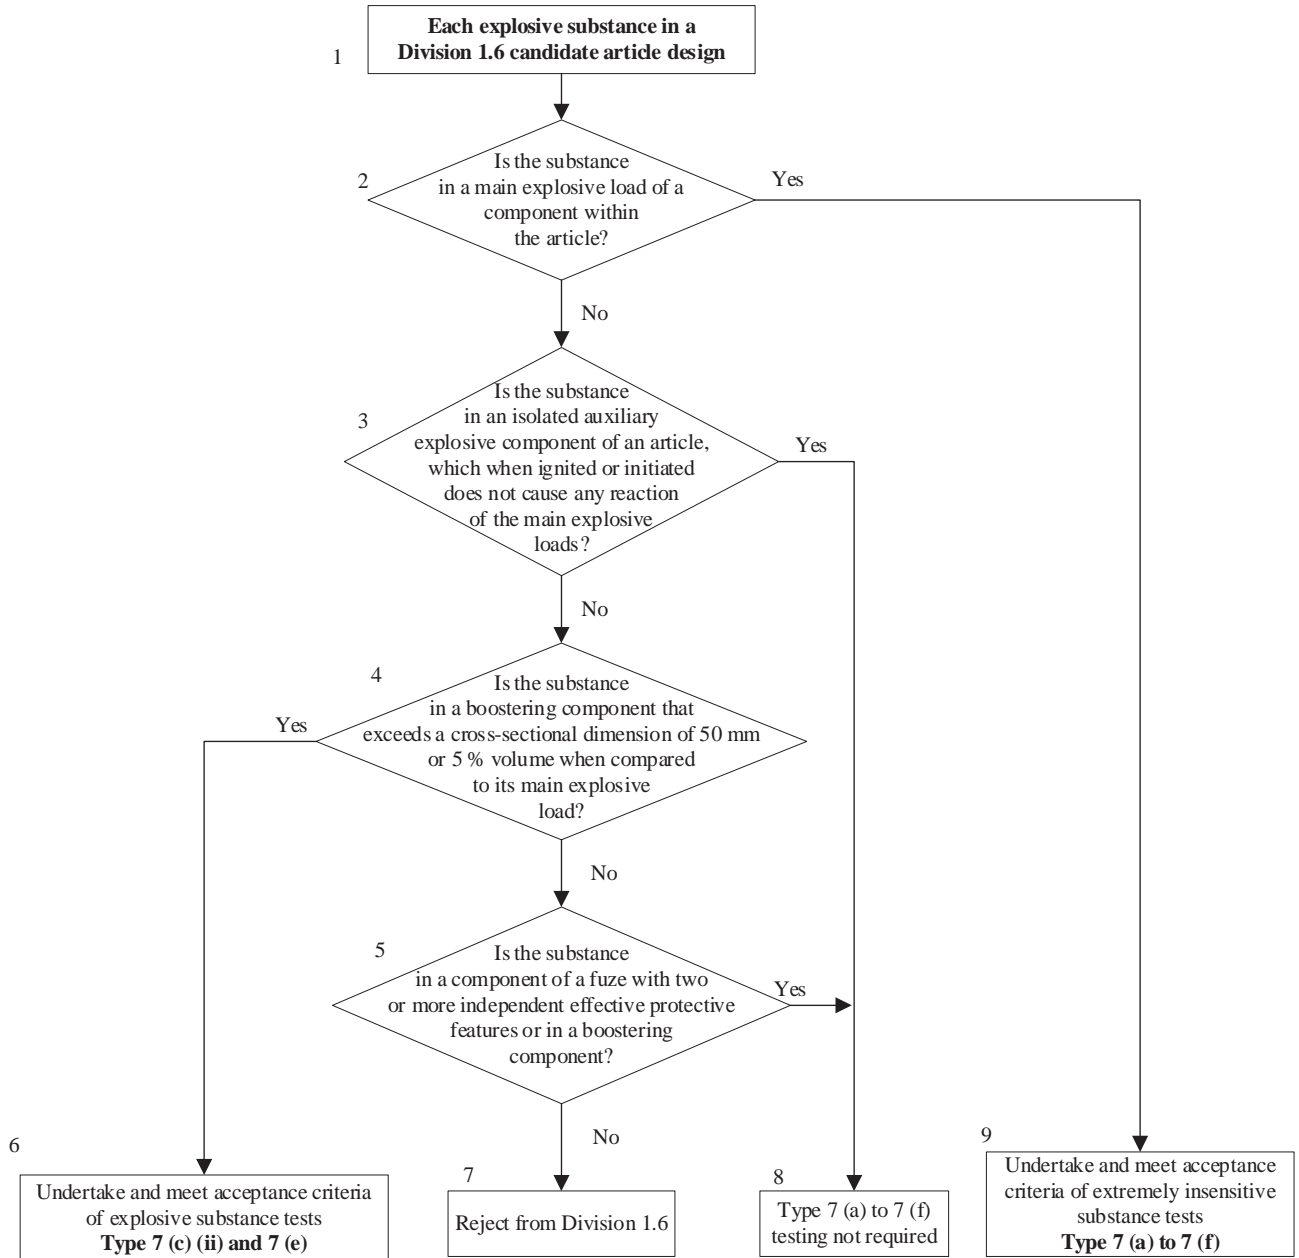 Each explosive substance in a
Division 1.6 candidate article design
1
Is the substance
in a main explosive load of a
component within
the article?
2
Yes
No
Is the substance
in an isolated auxiliary
explosive component of an article,
which when ignited or initiated
does not cause any reaction
of the main explosive
loads?
3
Yes
No
4
Is the substance
in a boostering component that
exceeds a cross-sectional dimension of 50 mm
or 5 % volume when compared
to its main explosive
load?
Yes
No
5
Is the substance
in a component of a fuze with two
or more independent effective protective
features or in a boostering
component?
Yes
No
6
Undertake and meet acceptance criteria
of explosive substance tests
Type 7 (c) (ii) and 7 (e)
7
Reject from Division 1.6
8
Type 7 (a) to 7 (f)
testing not required
9
Undertake and meet acceptance
criteria of extremely insensitive
substance tests
Type 7 (a) to 7 (f)